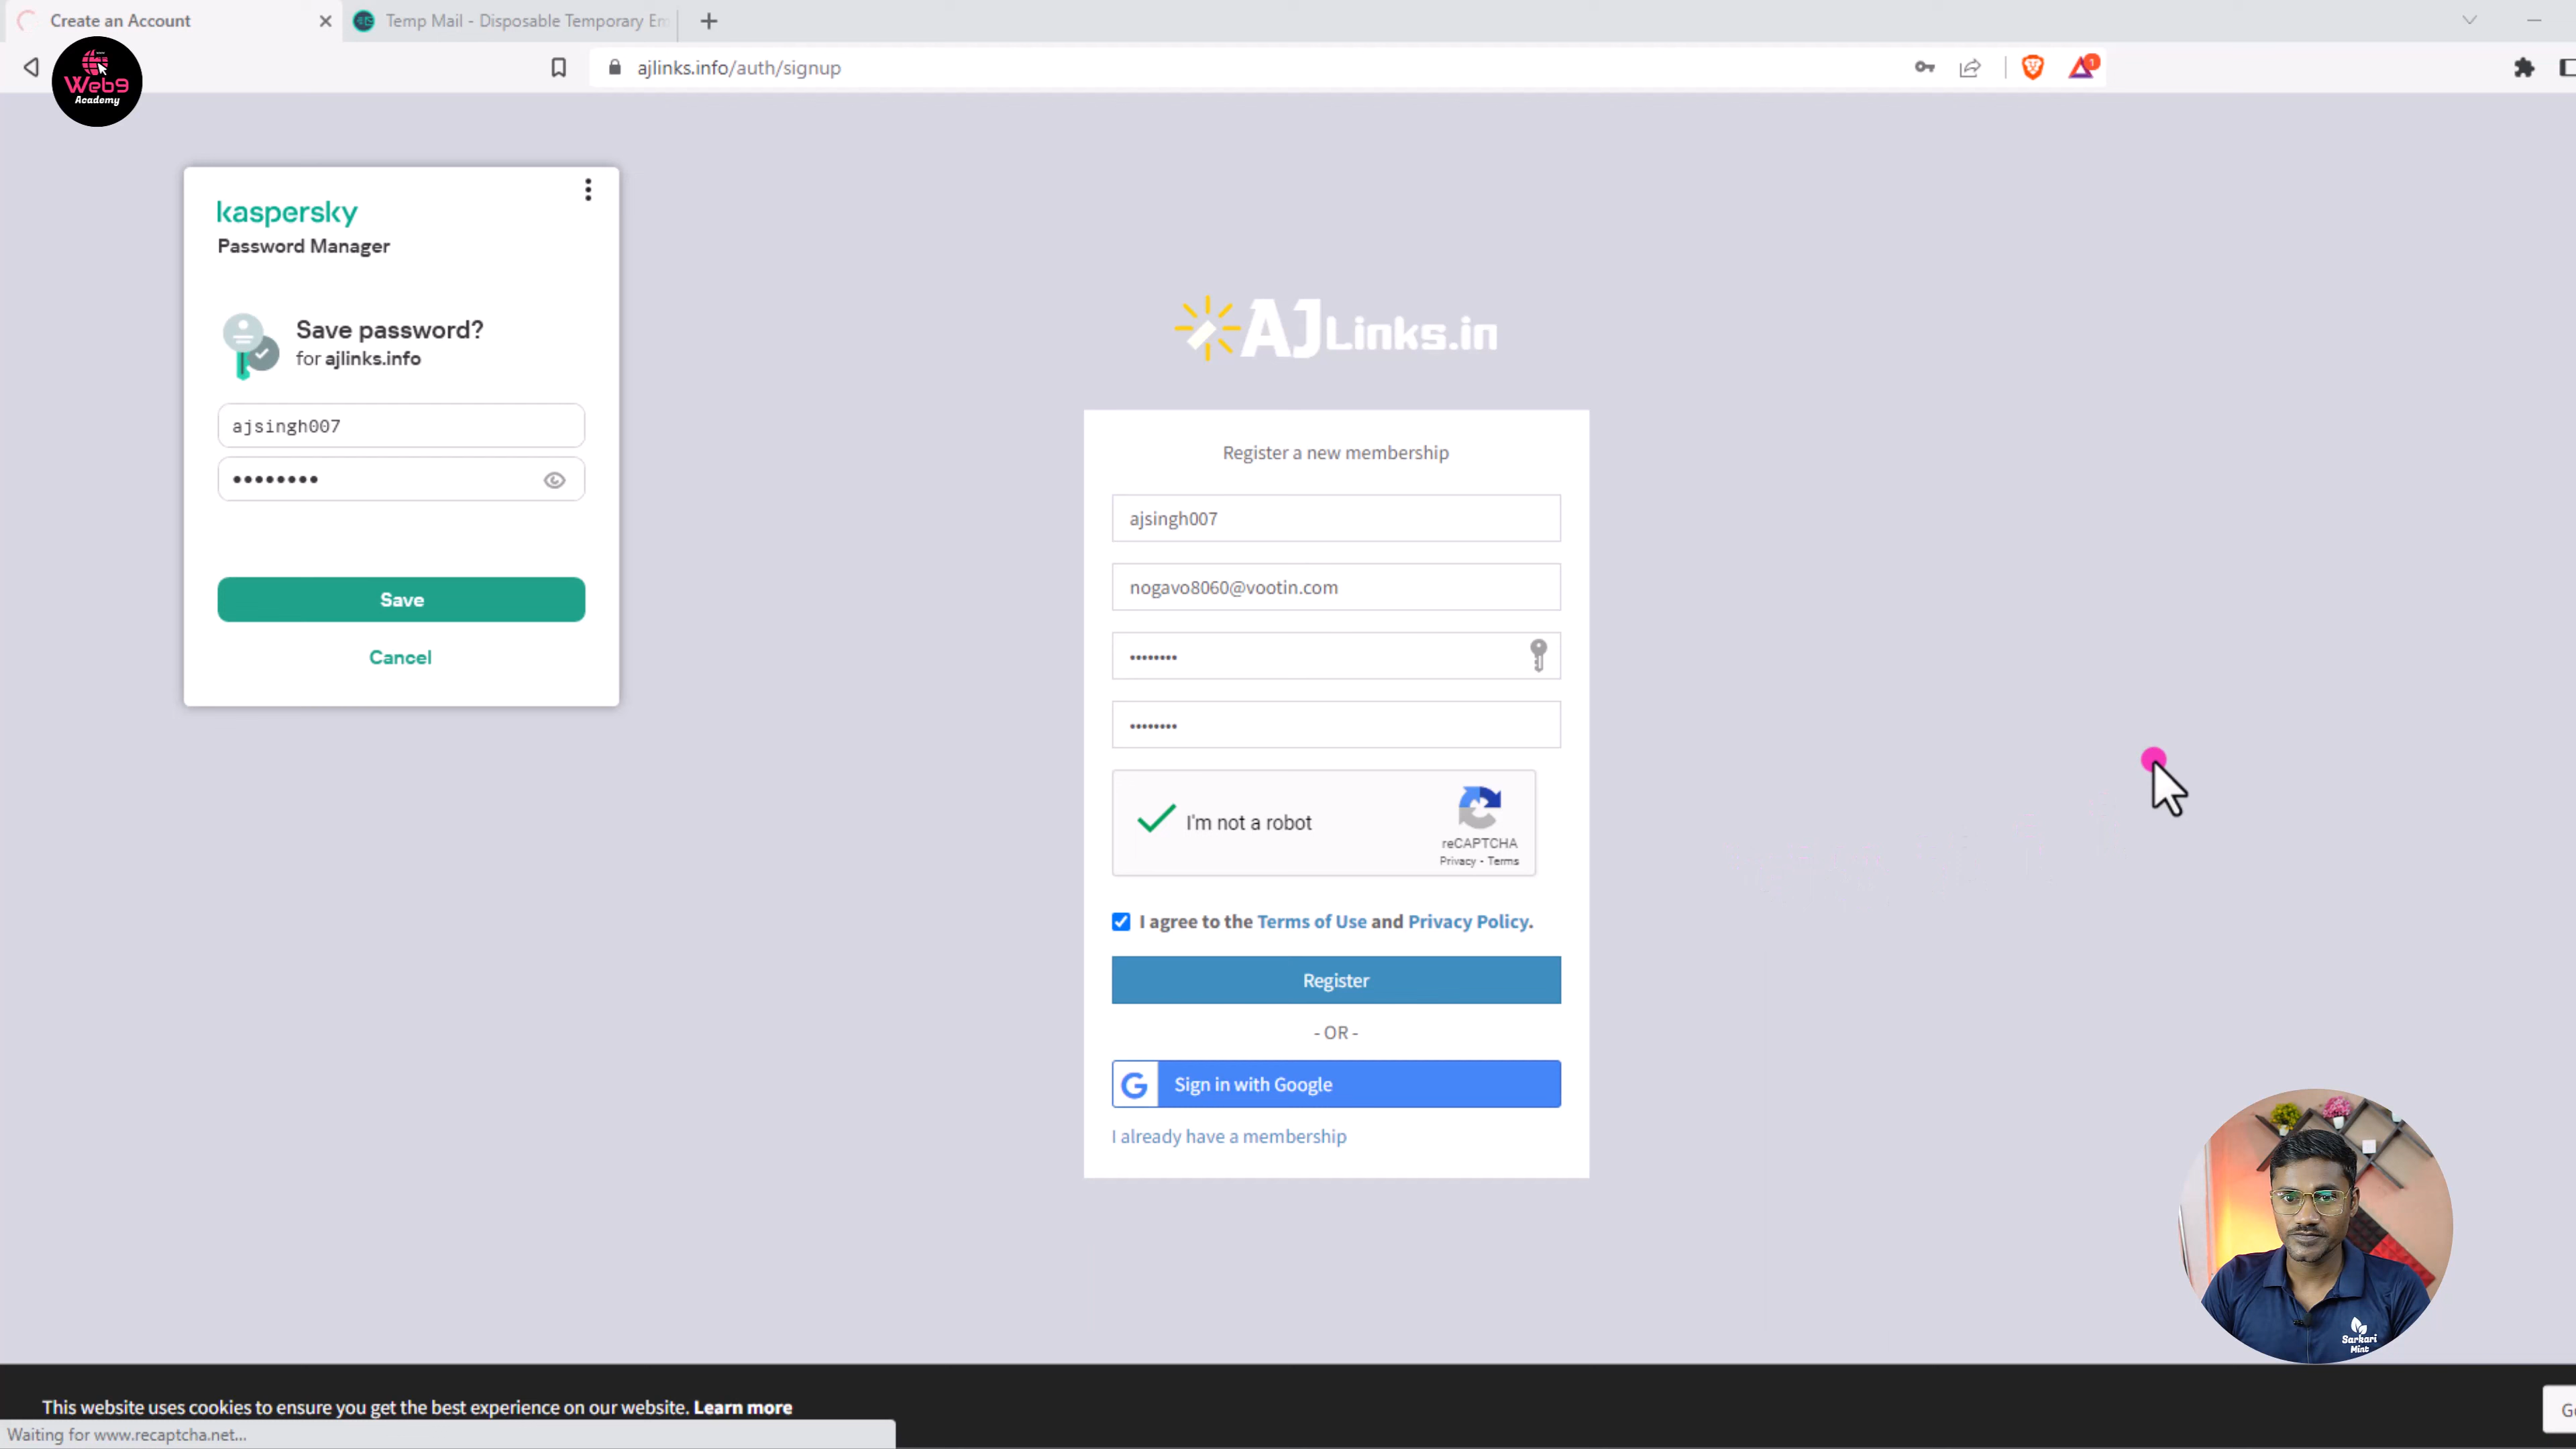 Create an Account
Temp Mail - Disposable Temporary Em
ajlinks.info/auth/signup
1
Web9
Academy
kaspersky
Password Manager
Save password?
for ajlinks.info
ajsingh007
••••••••
Save
Cancel
AJLinks.in
Register a new membership
ajsingh007
nogavo8060@vootin.com
••••••••
••••••••
I'm not a robot
reCAPTCHA
Privacy - Terms
I agree to the Terms of Use and Privacy Policy.
Register
- OR -
G Sign in with Google
I already have a membership
Sarkari
Mint
This website uses cookies to ensure you get the best experience on our website. Learn more
Waiting for www.recaptcha.net...